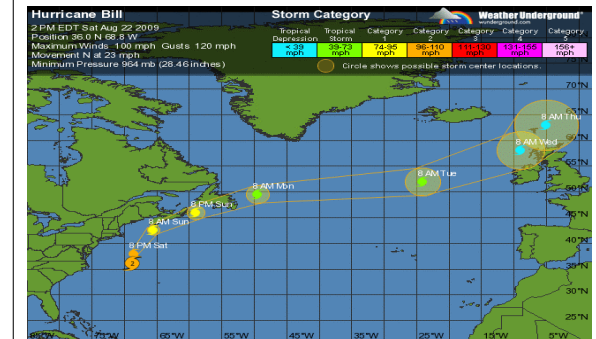 Hurricane Bill
2 PM EDT Sat Aug 22 2009
Position 36.0 N 68.8 W
Maximum Winds 100 mph Gusts 120 mph
Movement N at 23 mph
Minimum Pressure 964 mb (28.46 inches)
Storm Category
Weather Underground®
wunderground.com
Tropical Depression
< 39 mph
Tropical Storm
39-73 mph
Category 1
74-95 mph
Category 2
96-110 mph
Category 3
111-130 mph
Category 4
131-155 mph
Category 5
156+ mph
Circle shows possible storm center locations.
70°N
8 AM Thu
60°N
8 AM Wed
55°N
8 AM Tue
50°N
8 AM Mon
8 PM Sun
45°N
8 AM Sun
40°N
8 PM Sat
2
35°N
30°N
25°N
65°W
55°W
45°W
35°W
25°W
15°W
5°W